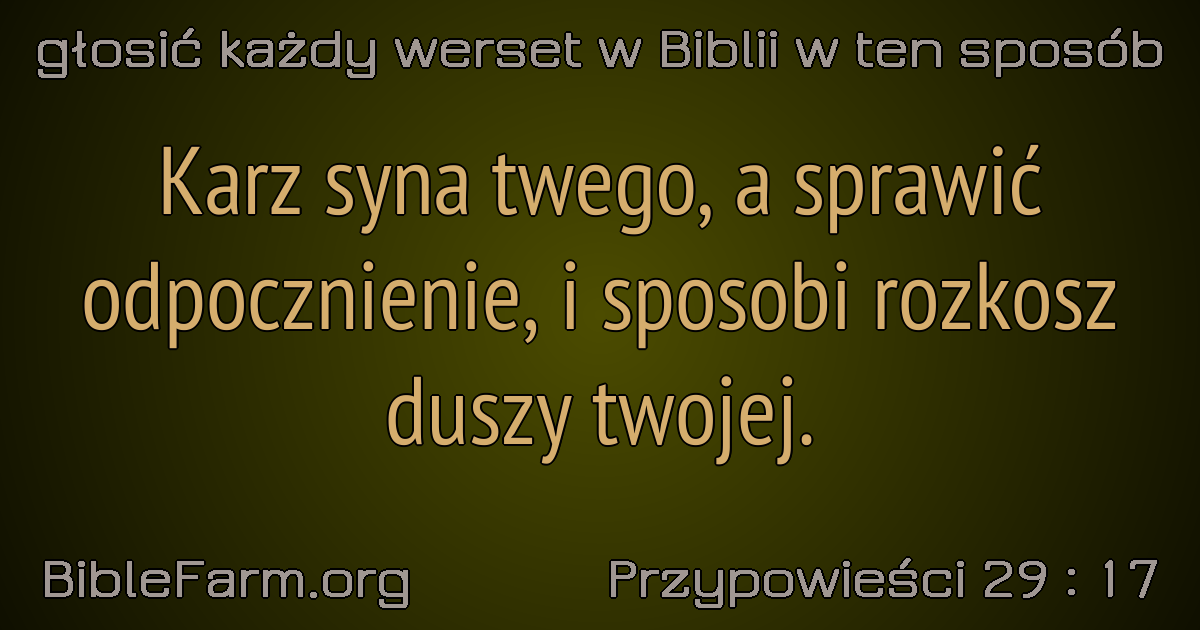 głosić każdy werset w Biblii w ten sposób
Karz syna twego, a sprawić
odpocznienie, i sposobi rozkosz
duszy twojej.
BibleFarm.org
Przypowieści 29 : 17